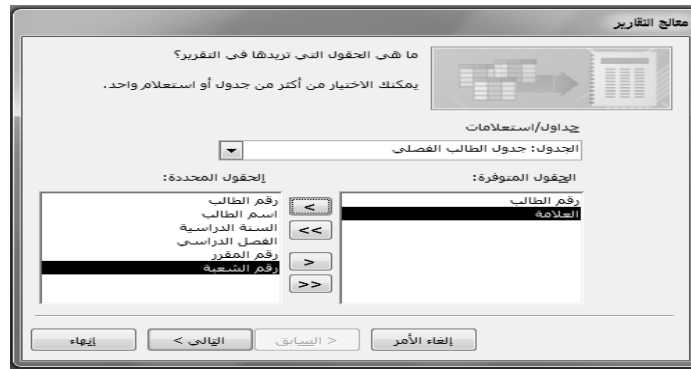 معالج التقارير
ما هي الحقول التي تريدها في التقرير؟
يمكنك الاختيار من أكثر من جدول أو استعلام واحد.
جداول/استعلامات
الجدول: جدول الطالب الفصلي
الحقول المتوفرة:
رقم الطالب
العلامة
>
>>
<
<<
الحقول المحددة:
رقم الطالب
اسم الطالب
السنة الدراسية
الفصل الدراسي
رقم المقرر
رقم الشعبة
إلغاء الأمر
< السابق
التالي >
إنهاء